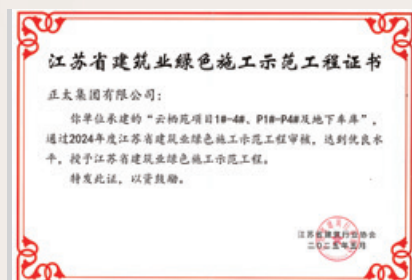 江苏省建筑业绿色施工示范工程证书
正太集团有限公司：
你单位承建的“云栖苑项目1#-4#、P1#-P4#及地下车库”，
通过2024年度江苏省建筑业绿色施工示范工程审核，达到优良水
平，授予江苏省建筑业绿色施工示范工程。
特发此证，以资鼓励。
江苏省建筑行业协会
二〇二五年五月